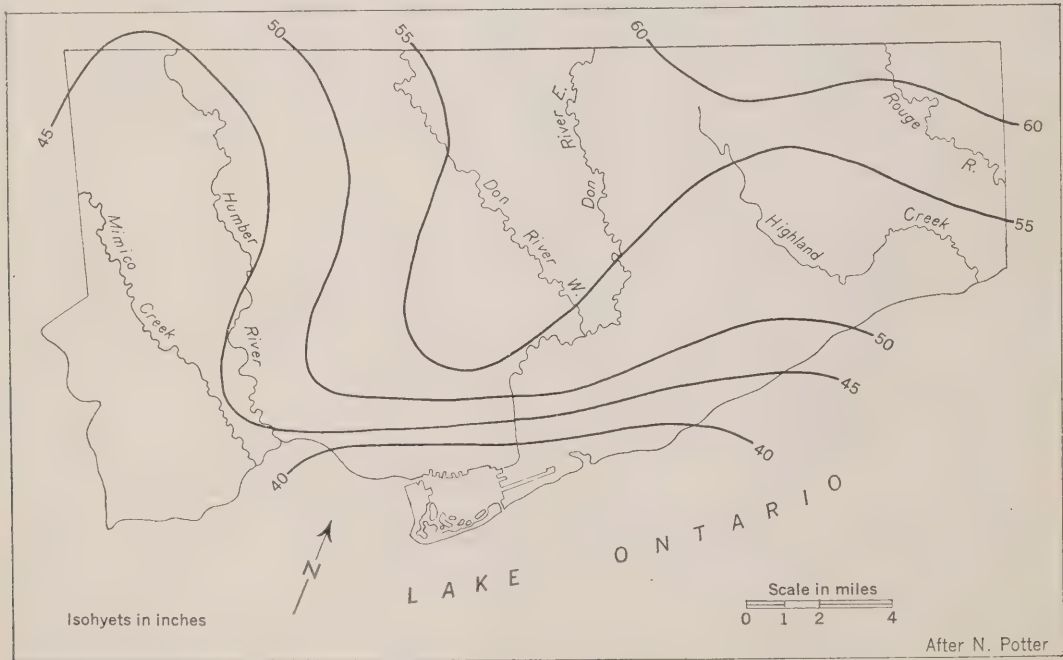 50
55
60
45
River E.
Don
Rouge
R.
60
Humber
River
Don
River
W.
Mimico
Creek
Highland
Creek
55
50
45
40
40
N
LAKE ONTARIO
Isohyets in inches
Scale in miles
0 1 2 4
After N. Potter